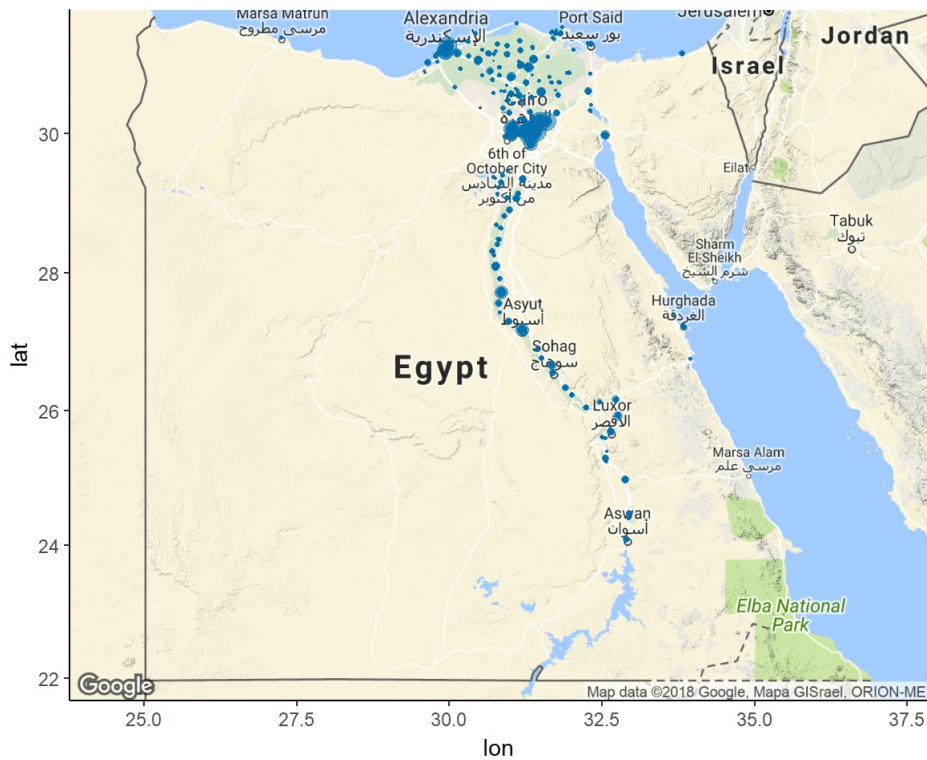 Marsa Matruh
مرسى مطروح
Alexandria
الإسكندرية
Port Said
بور سعيد
Jerusalem
Jordan
Israel
Cairo
6th of
October City
مدينة السادس
من أكتوبر
Eilat
Tabuk
تبوك
Sharm
El-Sheikh
شرم الشيخ
Hurghada
الغردقة
Asyut
أسيوط
Sohag
سوهاج
Egypt
Luxor
الأقصر
Marsa Alam
مرسى علم
Aswan
أسوان
Elba National
Park
Google
Map data ©2018 Google, Mapa GISrael, ORION-ME
30
28
26
24
22
lat
25.0
27.5
30.0
32.5
35.0
37.5
lon